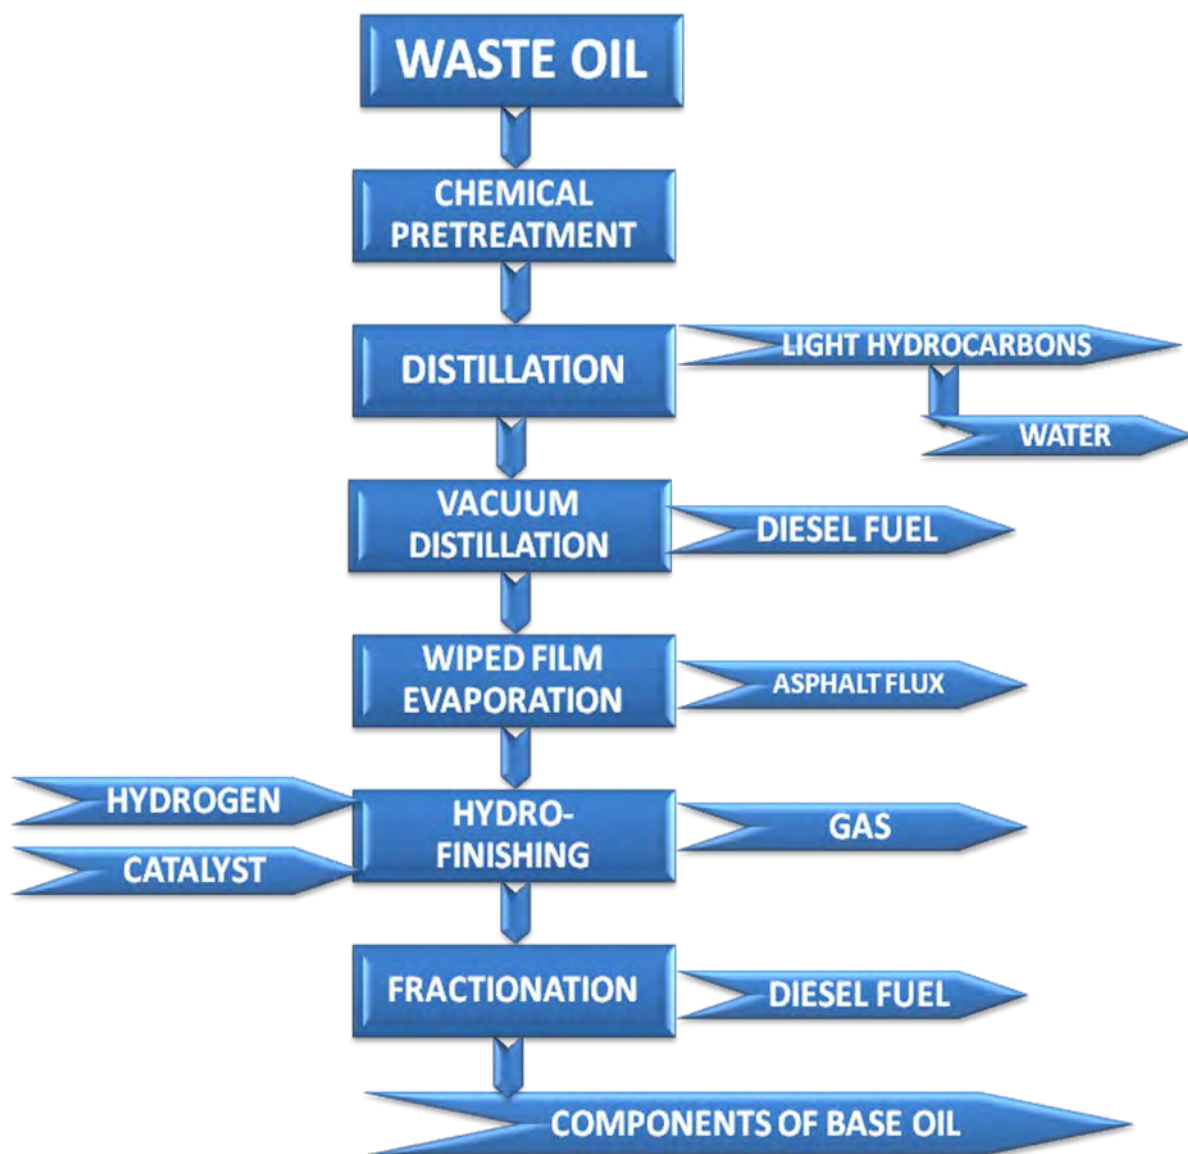 WASTE OIL
CHEMICAL
PRETREATMENT
DISTILLATION
LIGHT HYDROCARBONS
WATER
VACUUM
DISTILLATION
DIESEL FUEL
WIPED FILM
EVAPORATION
ASPHALT FLUX
HYDROGEN
CATALYST
HYDRO-
FINISHING
GAS
FRACTIONATION
DIESEL FUEL
COMPONENTS OF BASE OIL